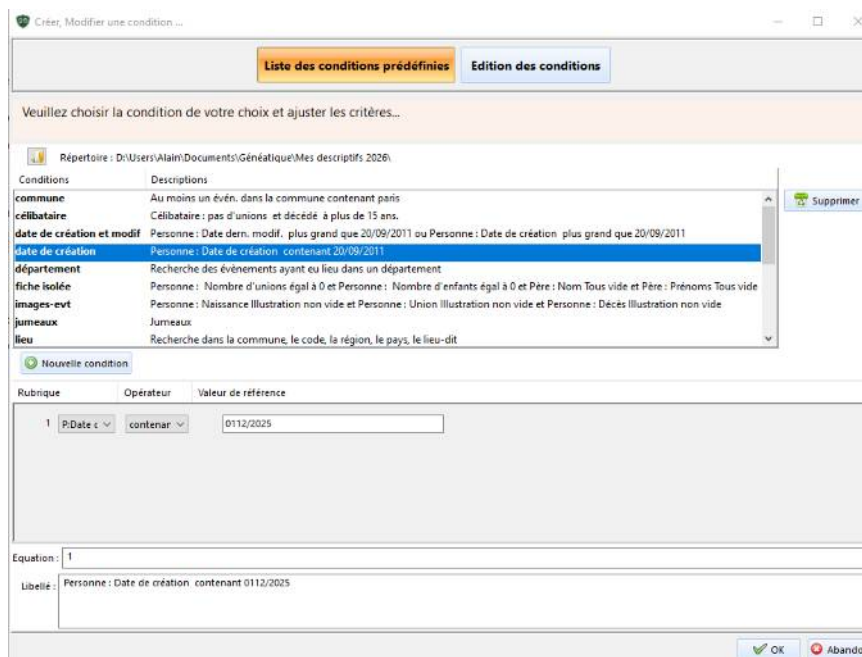 Créer, Modifier une condition ...
Liste des conditions prédéfinies Edition des conditions
Veuillez choisir la condition de votre choix et ajuster les critères...
Répertoire : D:\Users\Alain\Documents\Généatique\Mes descriptifs 2026\
Conditions Descriptions
commune Au moins un évén. dans la commune contenant paris
Supprimer
célibataire Célibataire : pas d'unions et décédé à plus de 15 ans.
date de création et modif Personne : Date dern. modif. plus grand que 20/09/2011 ou Personne : Date de création plus grand que 20/09/2011
date de création Personne : Date de création contenant 20/09/2011
département Recherche des évènements ayant eu lieu dans un département
fiche isolée Personne : Nombre d'unions égal à 0 et Personne : Nombre d'enfants égal à 0 et Père : Nom Tous vide et Père : Prénoms Tous vide
images-evt Personne : Naissance Illustration non vide et Personne : Union Illustration non vide et Personne : Décès Illustration non vide
jumeaux Jumeaux
lieu Recherche dans la commune, le code, la région, le pays, le lieu-dit
Nouvelle condition
Rubrique Opérateur Valeur de référence
1 P:Date c contenar 0112/2025
Equation : 1
Libellé : Personne : Date de création contenant 0112/2025
OK Abando